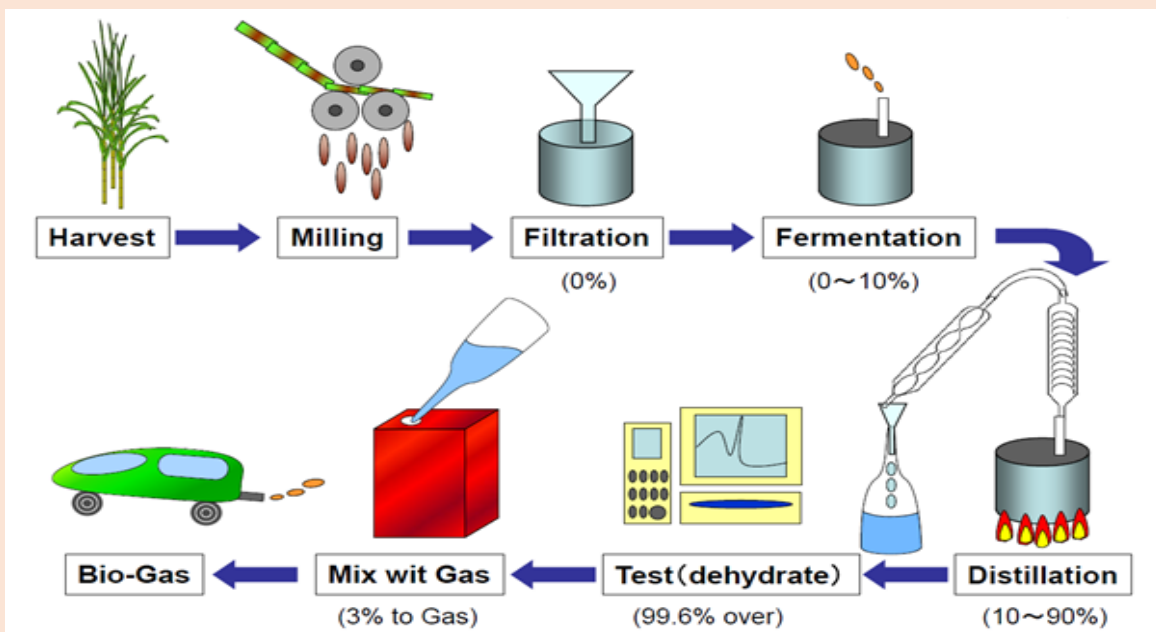 Harvest
Milling
Filtration
Fermentation
(0%)
(0～10%)
Bio-Gas
Mix wit Gas
Test(dehydrate)
Distillation
(3% to Gas)
(99.6% over)
(10～90%)